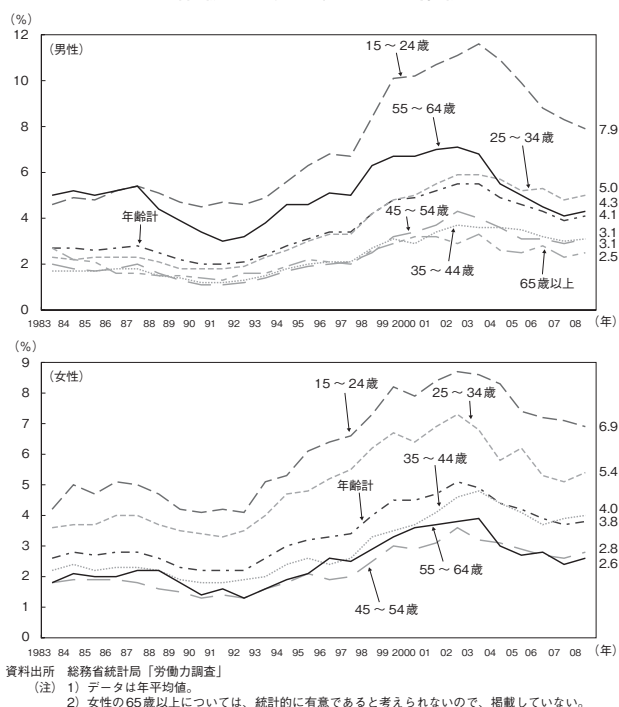 (%)
12
(男性)
15～24歳
10
55～64歳
8
25～34歳
7.9
6
年齢計
5.0
45～54歳
4.3
4
4.1
3.1
3.1
2
35～44歳
65歳以上
2.5
0
1983 84 85 86 87 88 89 90 91 92 93 94 95 96 97 98 99 2000 01 02 03 04 05 06 07 08 (年)
(%)
9
(女性)
8
15～24歳
25～34歳
7
6.9
6
35～44歳
5.4
5
年齢計
4
4.0
3.8
3
2.8
55～64歳
2.6
2
45～54歳
1
0
1983 84 85 86 87 88 89 90 91 92 93 94 95 96 97 98 99 2000 01 02 03 04 05 06 07 08 (年)
資料出所 総務省統計局「労働力調査」
(注) 1) データは年平均値。
2) 女性の65歳以上については、統計的に有意であると考えられないので、掲載していない。